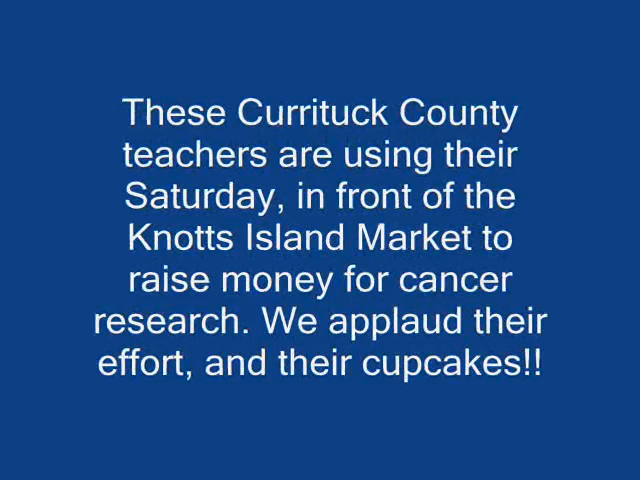 These Currituck County
teachers are using their
Saturday, in front of the
Knotts Island Market to
raise money for cancer
research. We applaud their
effort, and their cupcakes!!